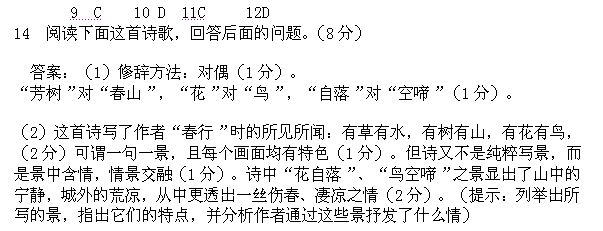 9 C 10 D 11C 12D
14 阅读下面这首诗歌，回答后面的问题。（8分）
答案：（1）修辞方法：对偶（1分）。
“芳树”对“春山”，“花”对“鸟”，“自落”对“空啼”（1分）。
（2）这首诗写了作者“春行”时的所见所闻：有草有水，有树有山，有花有鸟，
（2分）可谓一句一景，且每个画面均有特色（1分）。但诗又不是纯粹写景，而
是景中含情，情景交融（1分）。诗中“花自落”、“鸟空啼”之景显出了山中的
宁静，城外的荒凉，从中更透出一丝伤春、凄凉之情（2分）。（提示：列举出所
写的景，指出它们的特点，并分析作者通过这些景抒发了什么情）